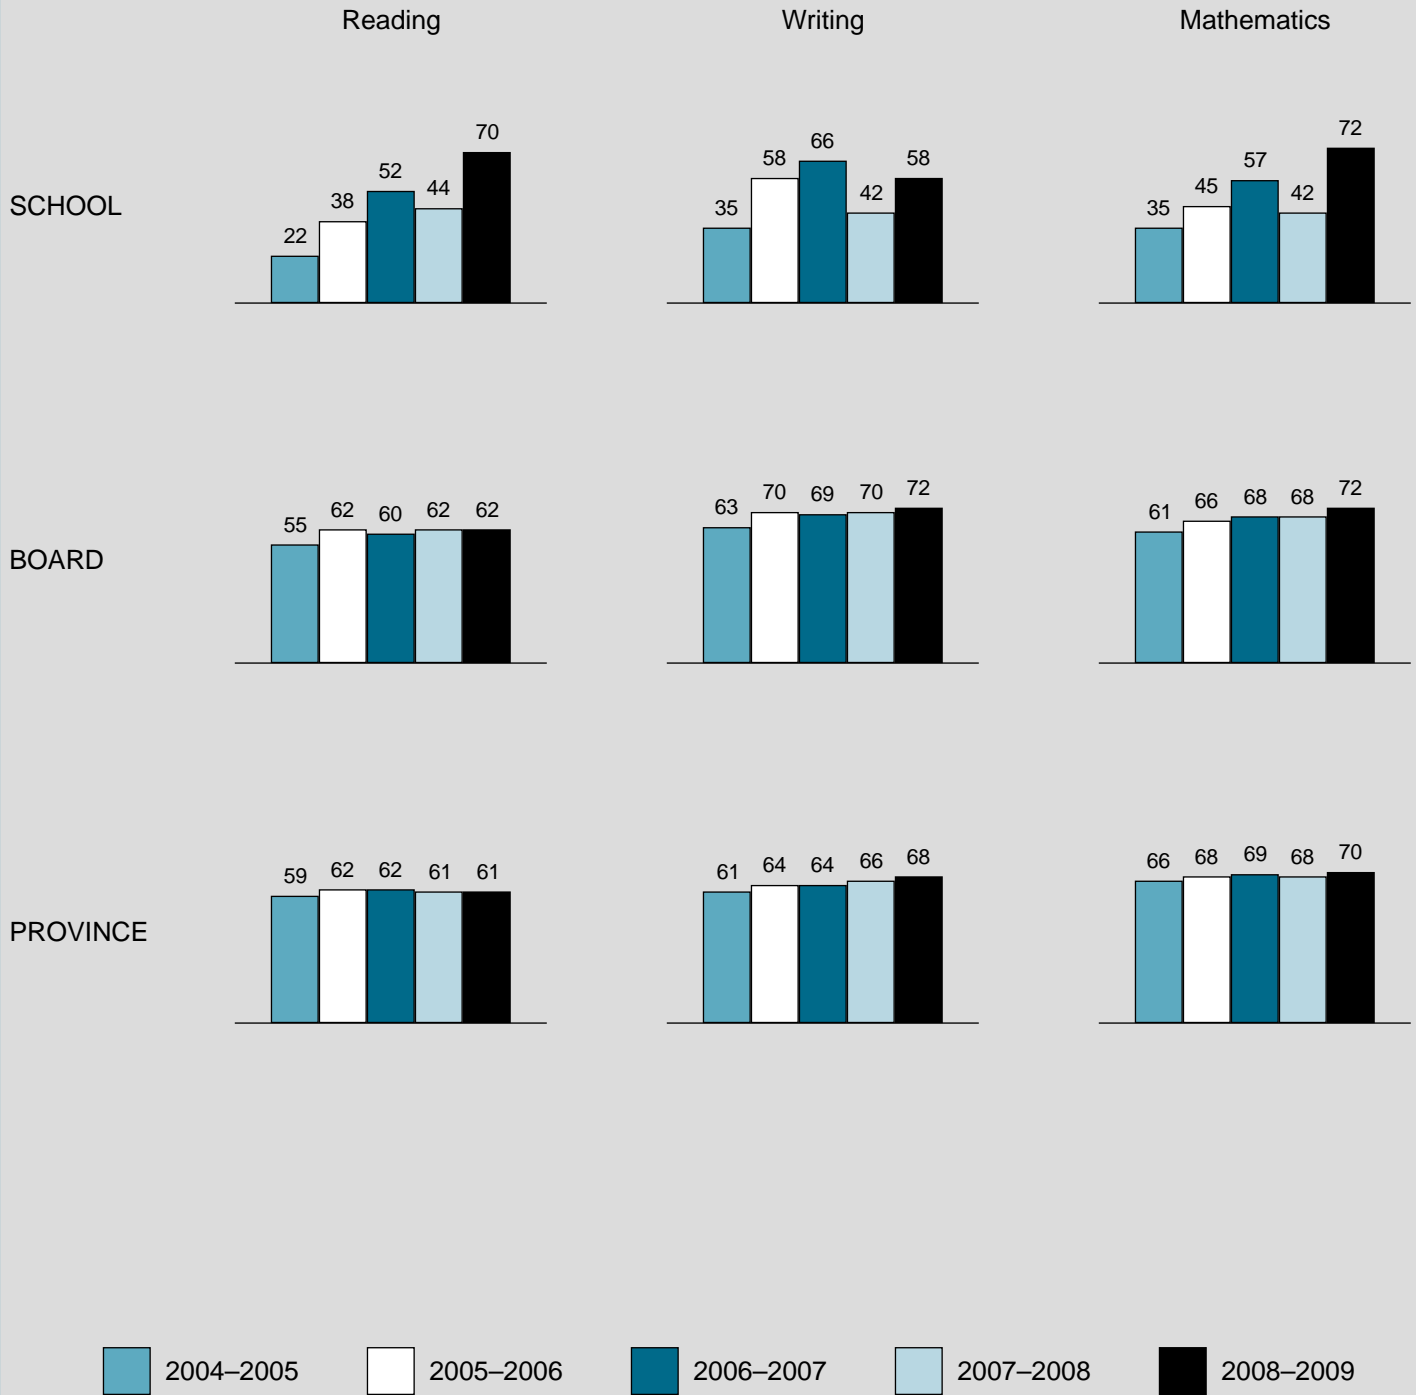 Reading Writing Mathematics
SCHOOL
22 38 52 44 70
35 58 66 42 58
35 45 57 42 72
BOARD
55 62 60 62 62
63 70 69 70 72
61 66 68 68 72
PROVINCE
59 62 62 61 61
61 64 64 66 68
66 68 69 68 70
2004–2005 2005–2006 2006–2007 2007–2008 2008–2009